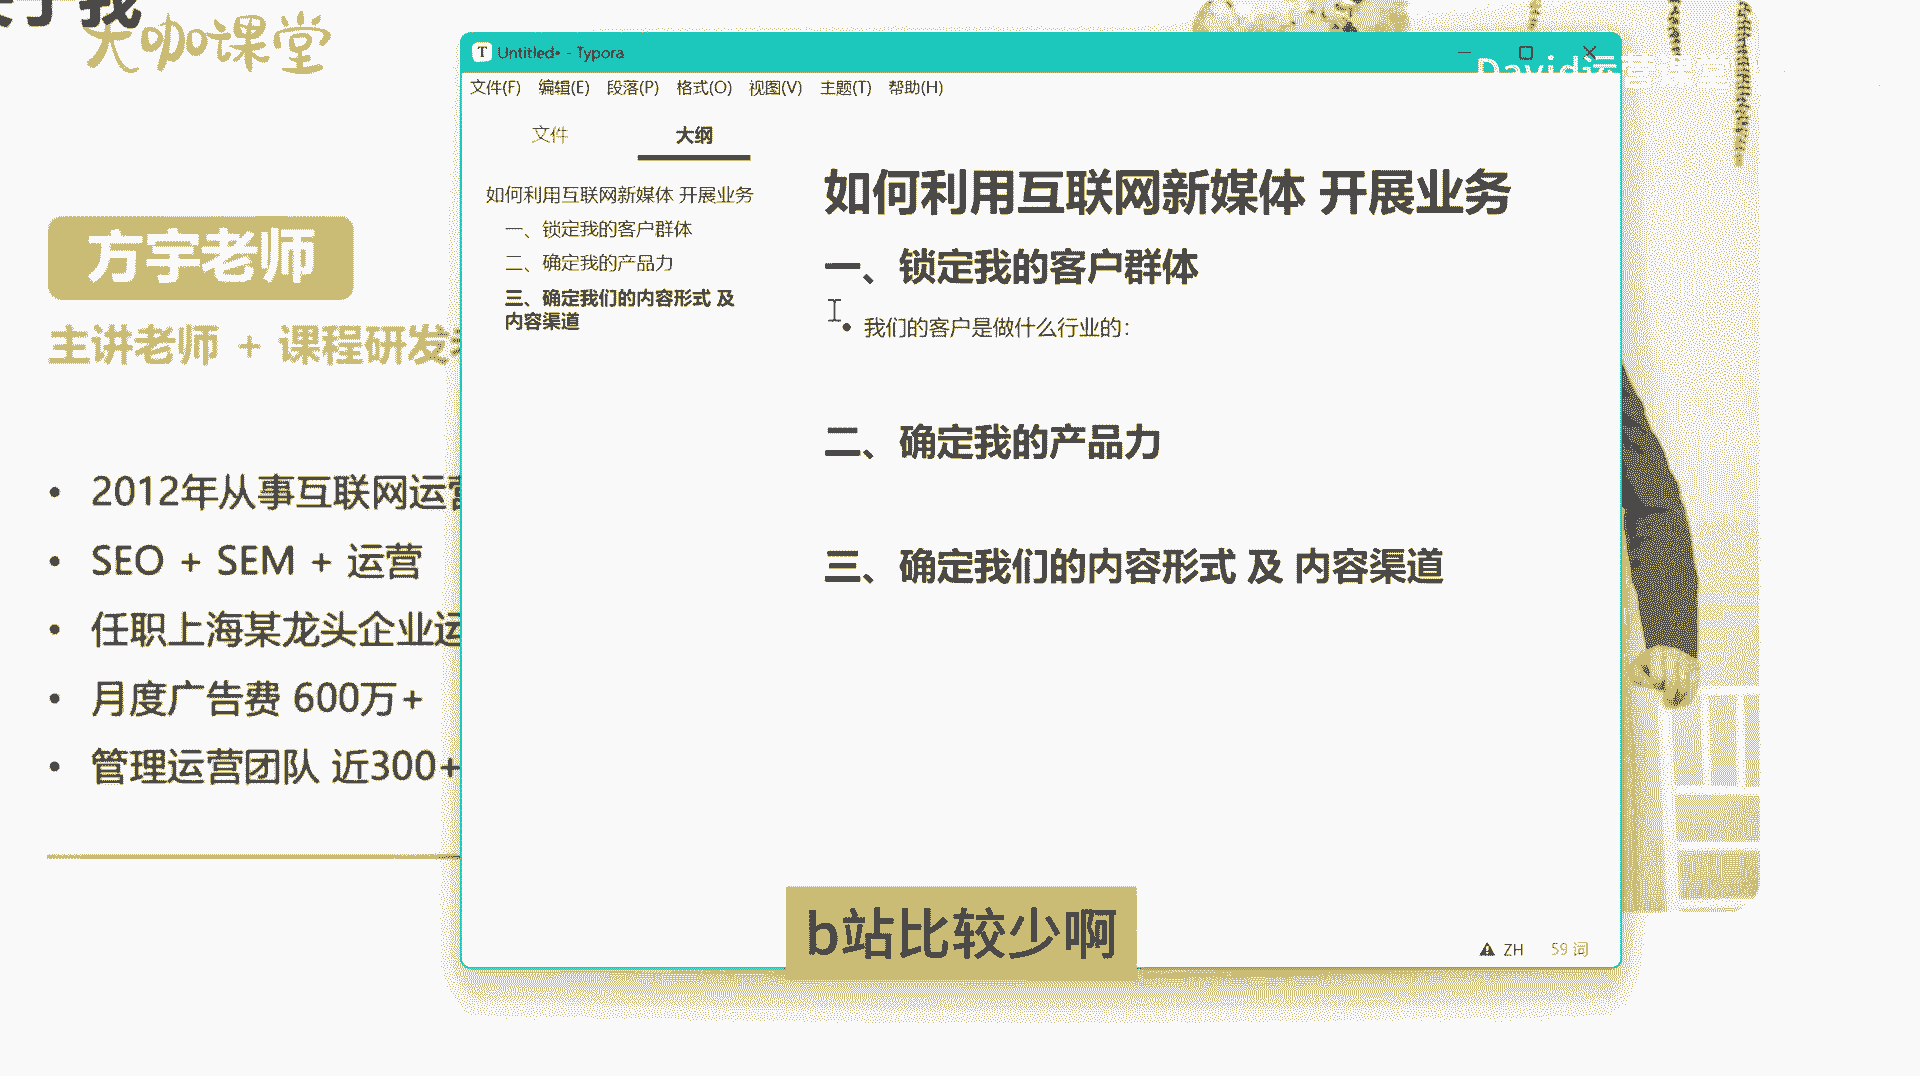 大咖课堂
方宇老师
主讲老师 + 课程研发
2012年从事互联网运营
SEO + SEM + 运营
任职上海某龙头企业运
月度广告费 600万+
管理运营团队 近300+
T Untitled• - Typora
David运营课堂
文件(F) 编辑(E) 段落(P) 格式(O) 视图(V) 主题(T) 帮助(H)
文件 大纲
如何利用互联网新媒体 开展业务
一、锁定我的客户群体
二、确定我的产品力
三、确定我们的内容形式 及
内容渠道
如何利用互联网新媒体 开展业务
一、锁定我的客户群体
我们的客户是做什么行业的:
二、确定我的产品力
三、确定我们的内容形式 及 内容渠道
b站比较少啊
ZH 59 词